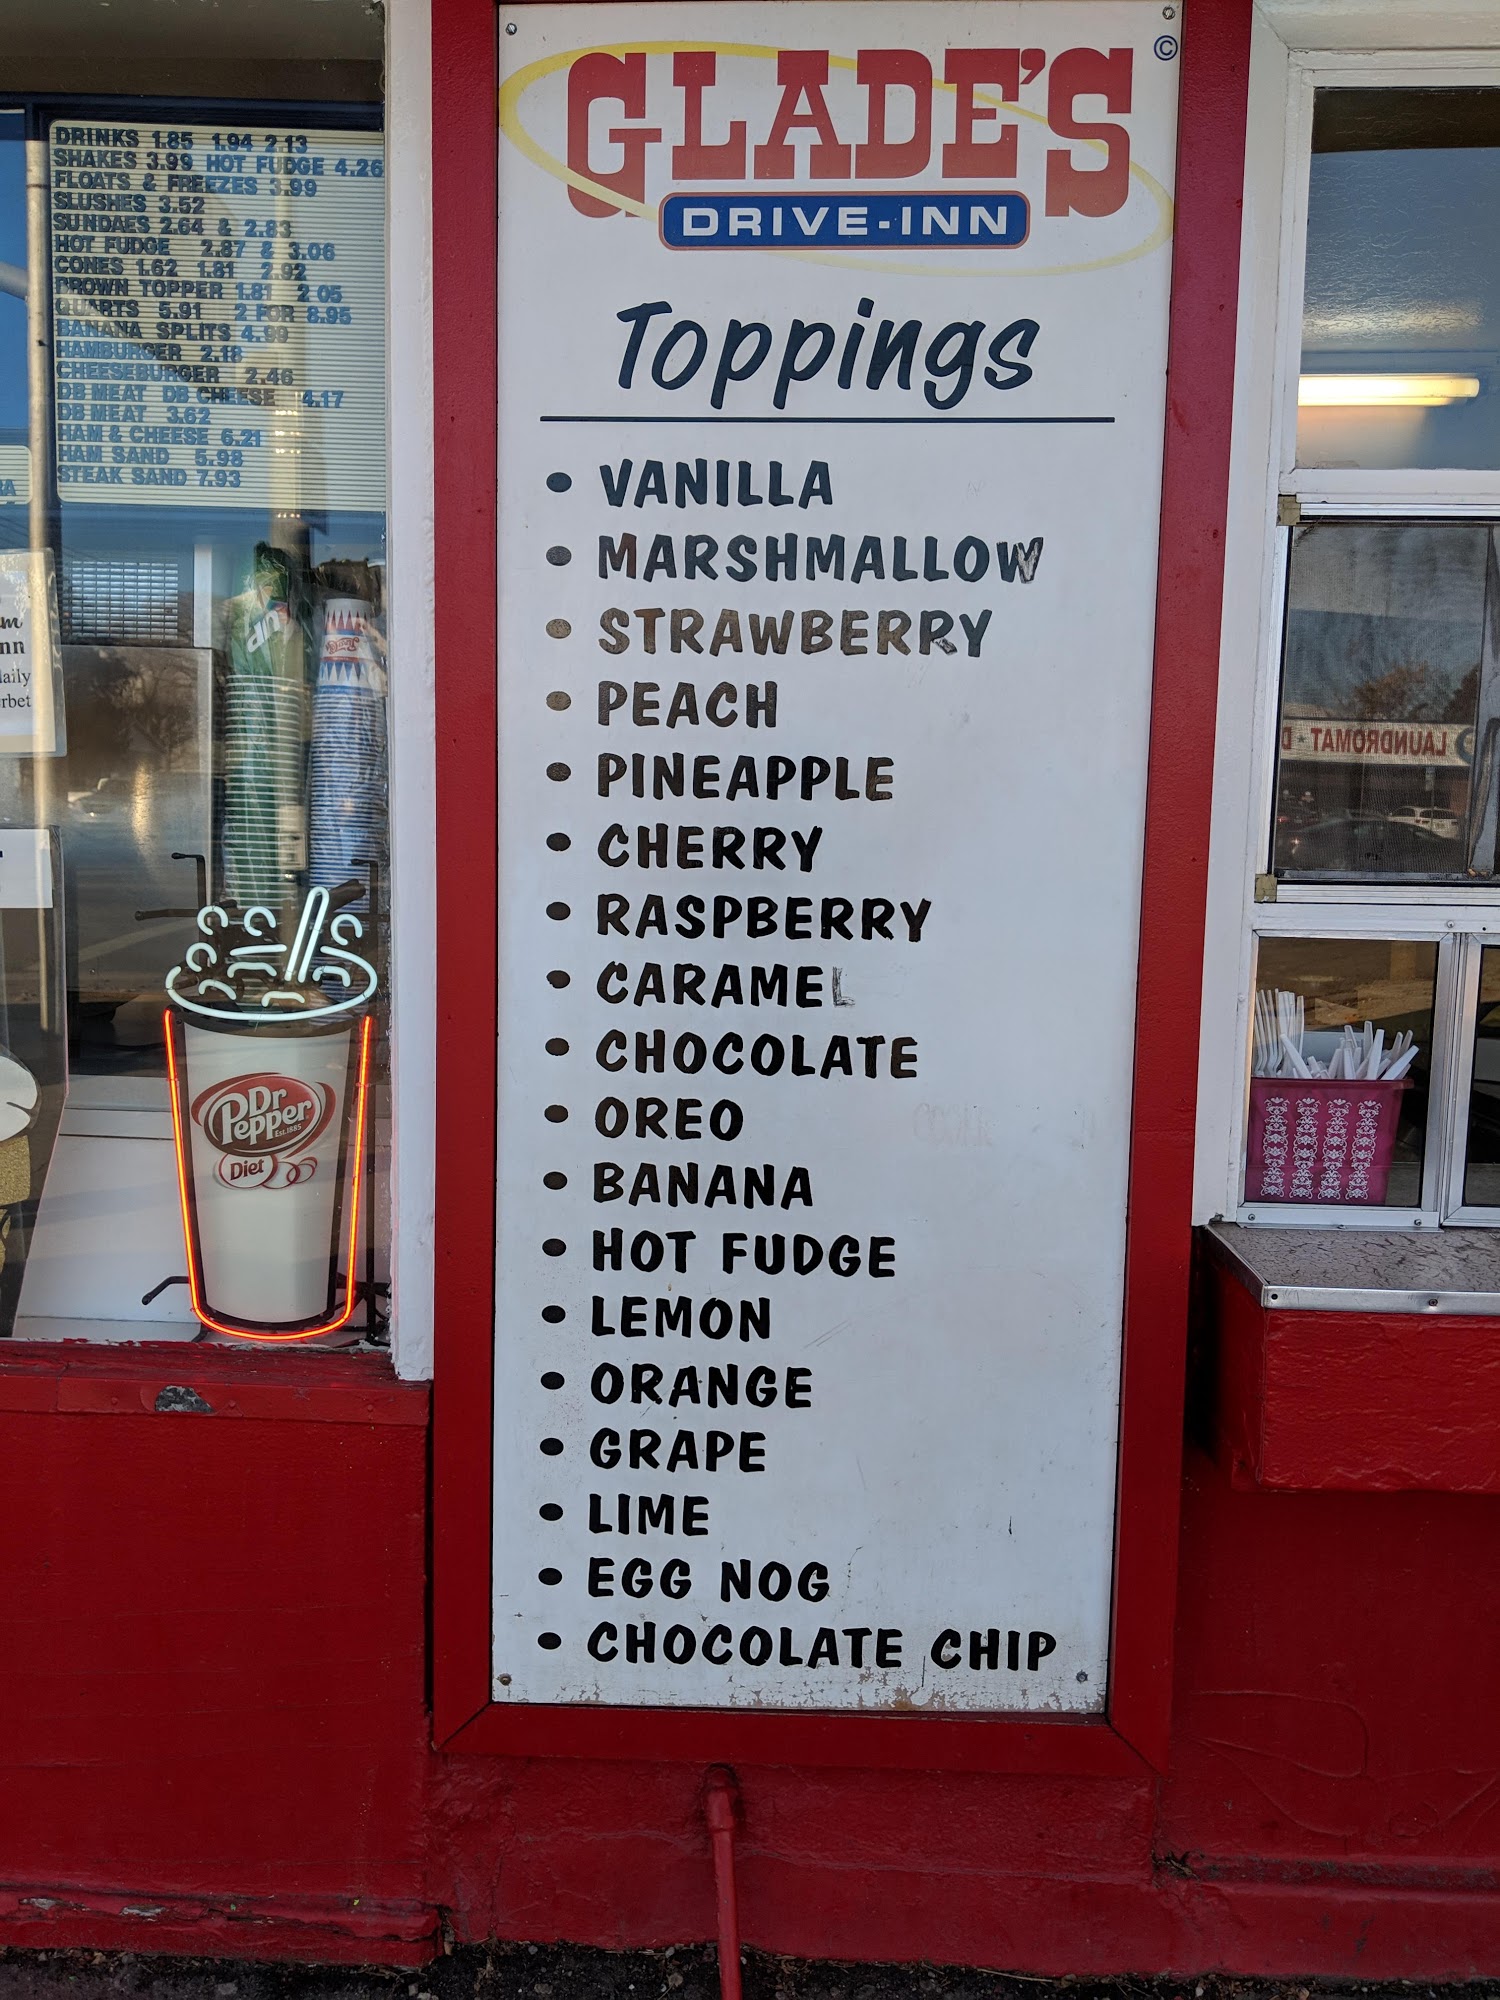 DRINKS 1.85 1.94 2 13
SHAKES 3.99 HOT FUDGE 4.26
FLOATS & FREEZES 3.99
SLUSHES 3.52
SUNDAES 2.64 & 2.83
HOT FUDGE 2.87 & 3.06
CONES 1.62 1.81 2.92
BROWN TOPPER 1.81 2 05
QUARTS 5.91 2 FOR 8.95
BANANA SPLITS 4.99
HAMBURGER 2.18
CHEESEBURGER 2.46
DB MEAT DB CHEESE 4.17
DB MEAT 3.62
HAM & CHEESE 6.21
HAM SAND 5.98
STEAK SAND 7.93
Dr
Pepper
Est. 1885
Diet
GLADE'S ©
DRIVE-INN
Toppings
• VANILLA
• MARSHMALLOW
• STRAWBERRY
• PEACH
• PINEAPPLE
• CHERRY
• RASPBERRY
• CARAMEL
• CHOCOLATE
• OREO
• BANANA
• HOT FUDGE
• LEMON
• ORANGE
• GRAPE
• LIME
• EGG NOG
• CHOCOLATE CHIP
LAUNDROMAT